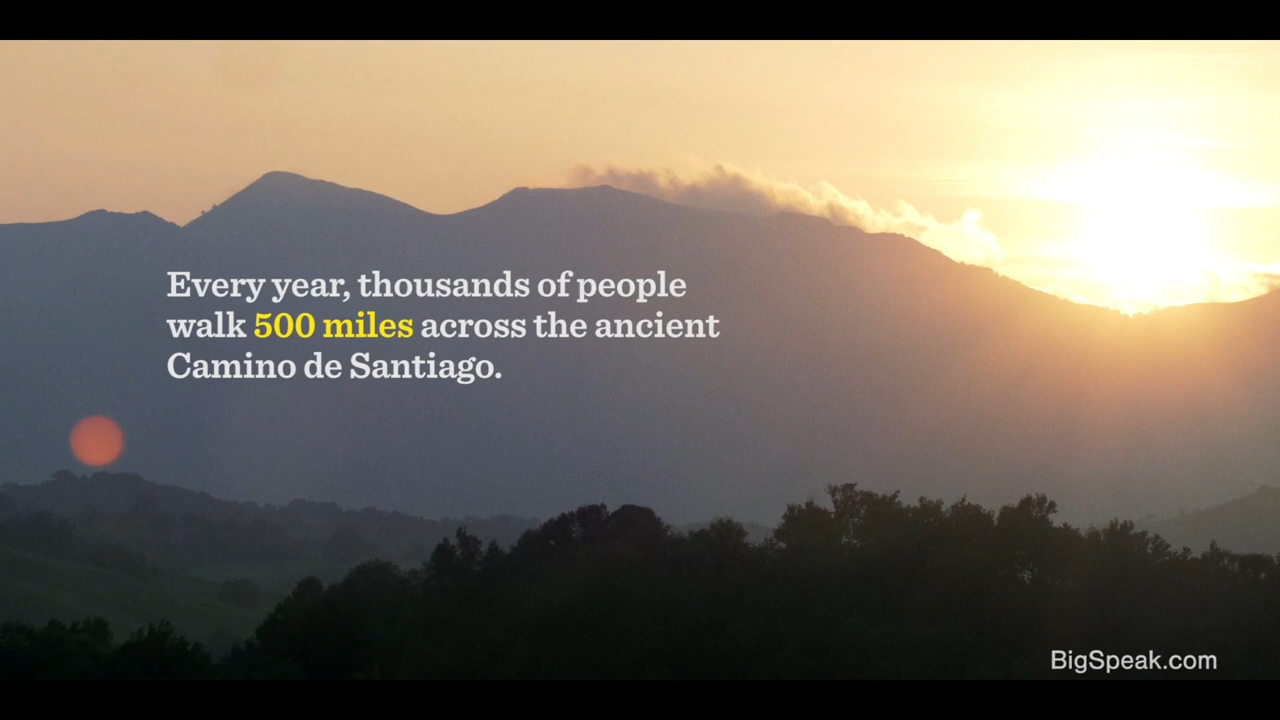 Every year, thousands of people
walk 500 miles across the ancient
Camino de Santiago.
BigSpeak.com